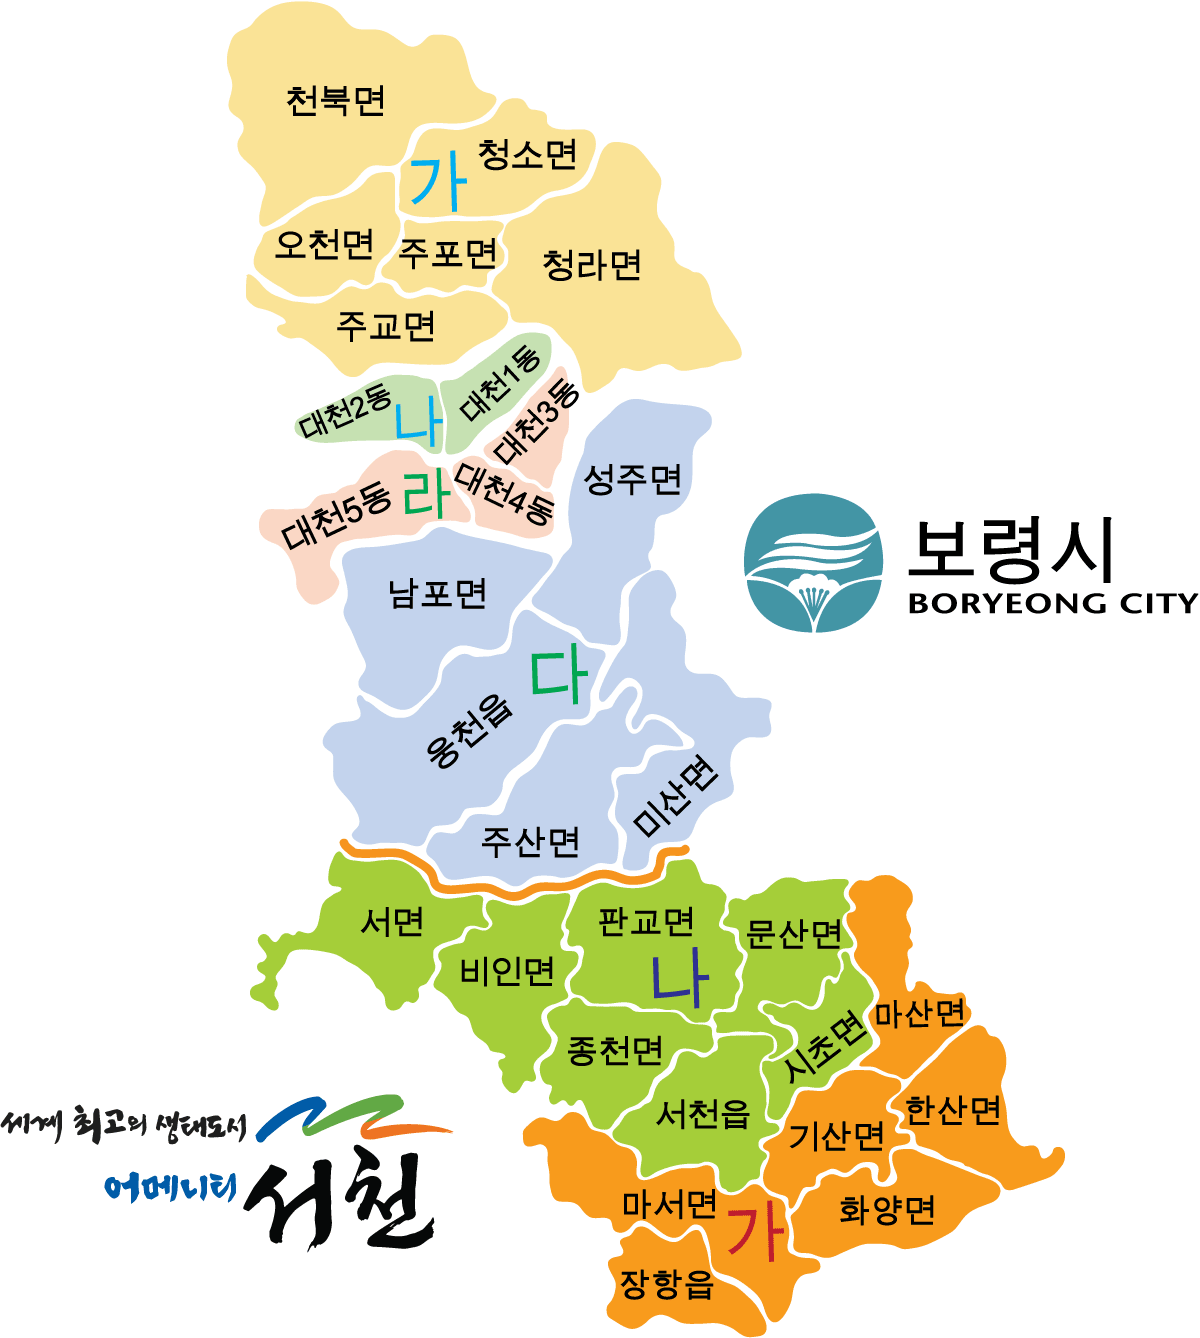 천북면
청소면
가
오천면
주포면
청라면
주교면
대천1동
대천2동
나
대천3동
대천4동
대천5동
라
성주면
남포면
다
웅천읍
주산면
미산면
보령시
BORYEONG CITY
서면
비인면
판교면
나
문산면
마산면
종천면
시초면
서천읍
기산면
한산면
마서면
가
화양면
장항읍
세계 최고의 생태도시
어메니티
서천